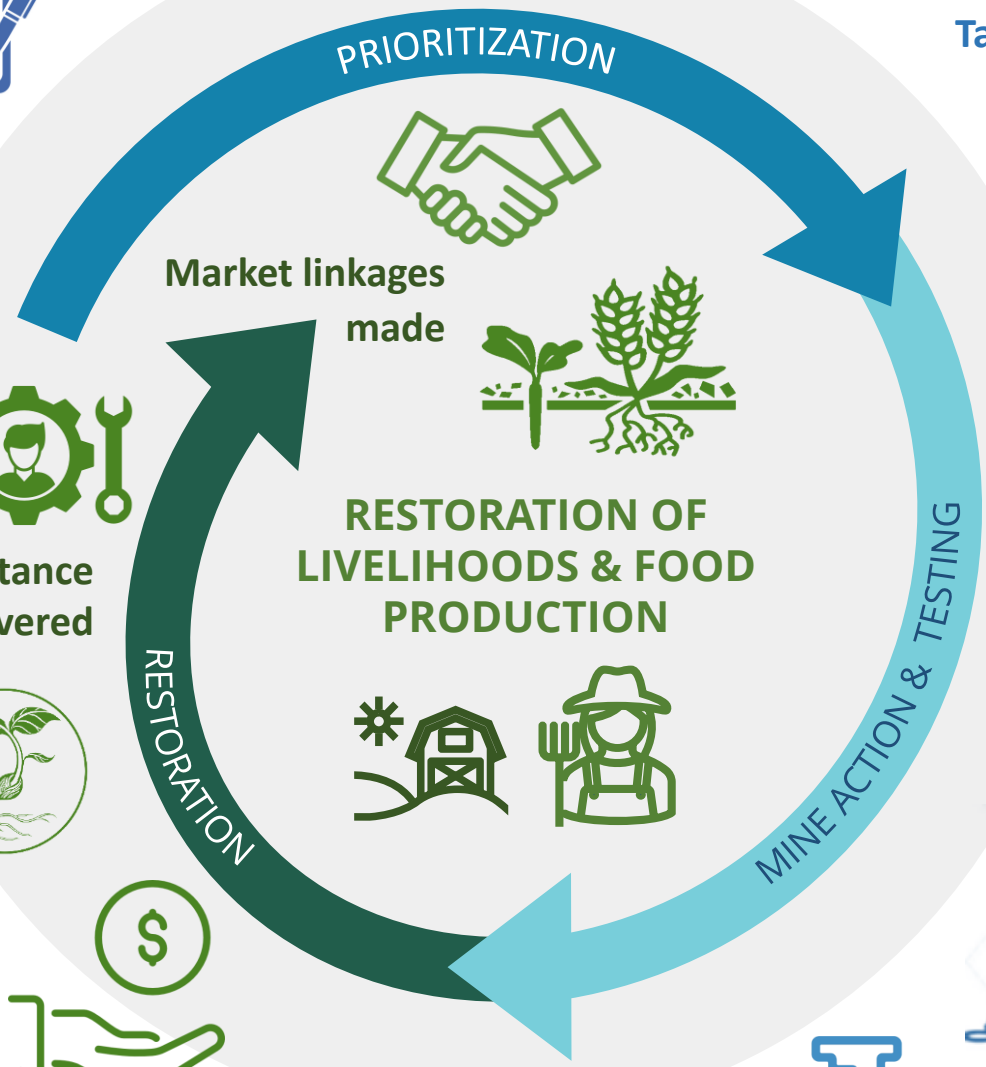 PRIORITIZATION
Market linkages
made
RESTORATION OF
LIVELIHOODS & FOOD
PRODUCTION
MINE ACTION & TESTING
RESTORATION
$